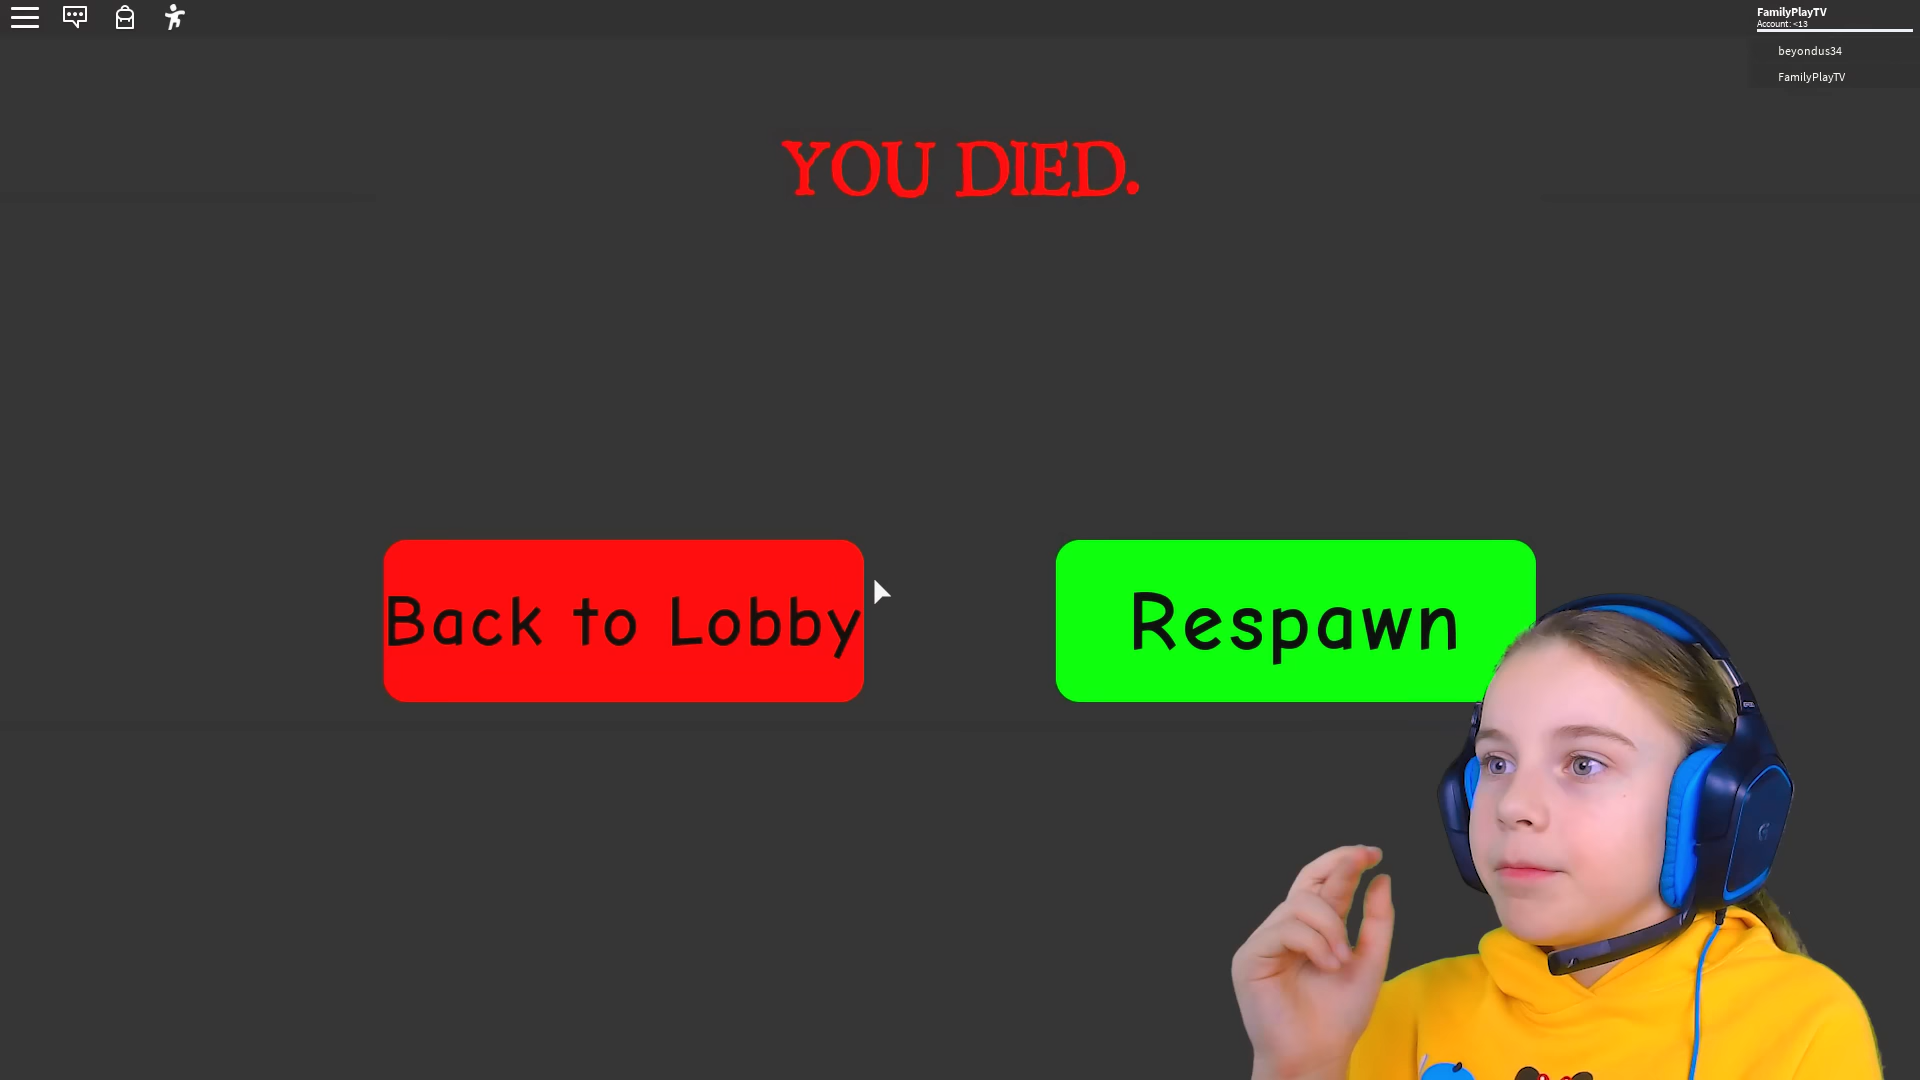 FamilyPlayTV
Account: <13
beyondus34
FamilyPlayTV
YOU DIED.
Back to Lobby
Respawn